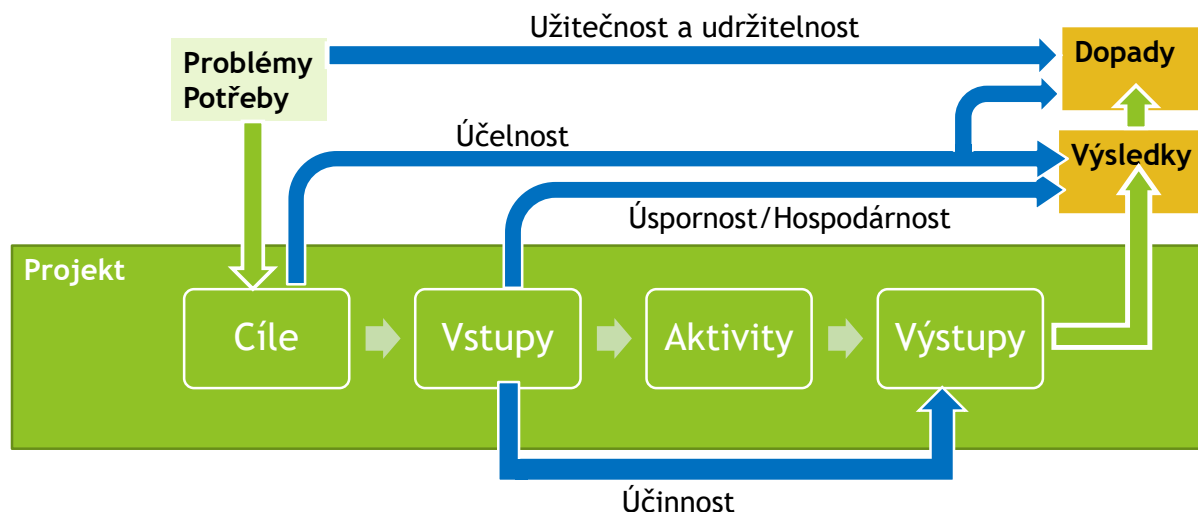 Užitečnost a udržitelnost
Problémy
Potřeby
Dopady
Účelnost
Výsledky
Úspornost/Hospodárnost
Projekt
Cíle
Vstupy
Aktivity
Výstupy
Účinnost